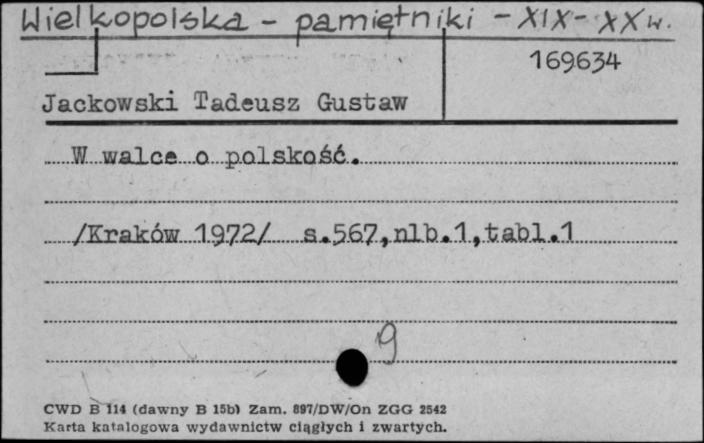 Wielkopolska - pamiętniki - XIX - XX w.
169634
Jackowski Tadeusz Gustaw
W walce o polskość.
/Kraków 1972/ s.567,nlb.1,tabl.1
9
CWD B 114 (dawny B 15b) Zam. 897/DW/On ZGG 2542
Karta katalogowa wydawnictw ciągłych i zwartych.